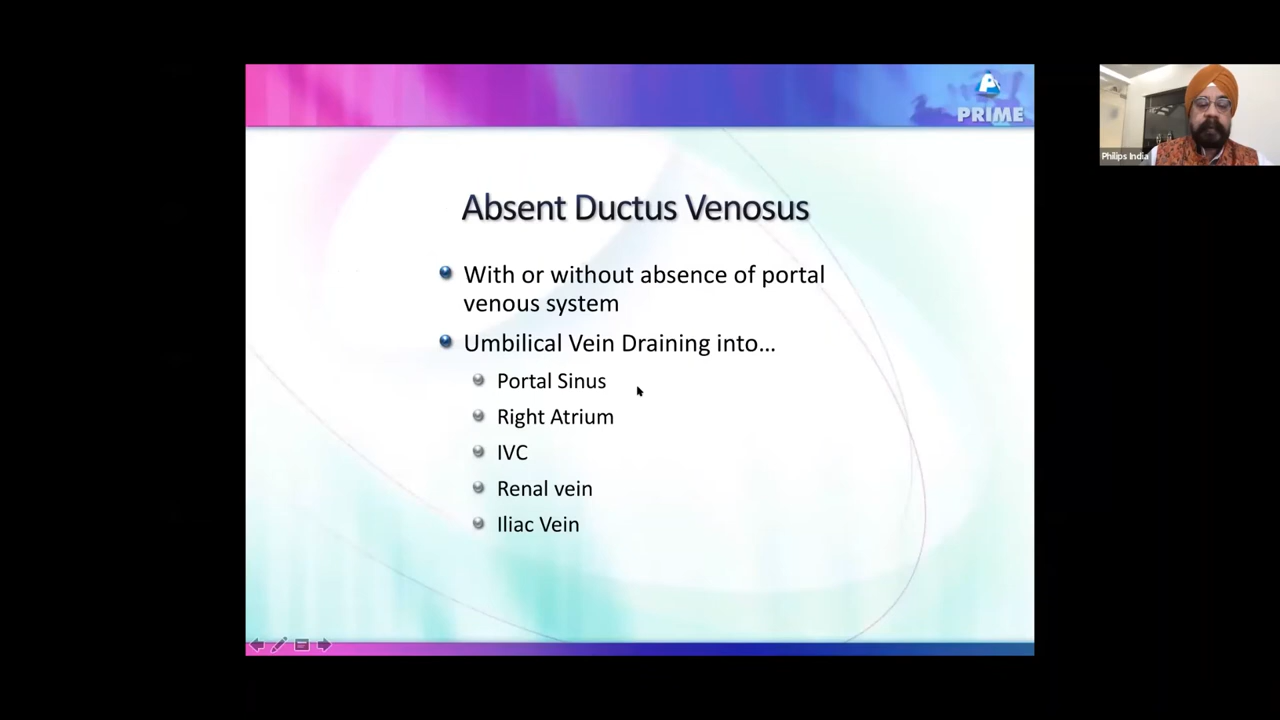 PRIME
Philips India
Absent Ductus Venosus
With or without absence of portal
venous system
Umbilical Vein Draining into...
Portal Sinus
Right Atrium
IVC
Renal vein
Iliac Vein